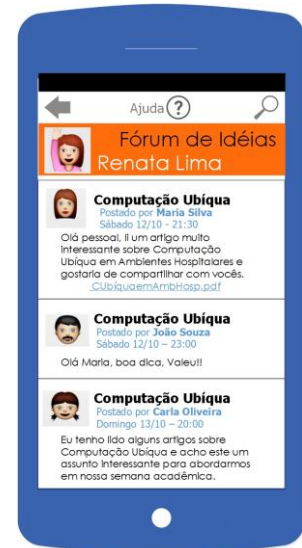 Ajuda ?
Fórum de Idéias
Renata Lima
Computação Ubíqua
Postado por Maria Silva
Sábado 12/10 - 21:30
Olá pessoal, li um artigo muito
interessante sobre Computação
Ubíqua em Ambientes Hospitalares e
gostaria de compartilhar com vocês.
CUbíquaemAmbHosp.pdf
Computação Ubíqua
Postado por João Souza
Sábado 12/10 – 23:00
Olá Maria, boa dica, Valeu!!
Computação Ubíqua
Postado por Carla Oliveira
Domingo 13/10 – 20:00
Eu tenho lido alguns artigos sobre
Computação Ubíqua e acho este um
assunto interessante para abordarmos
em nossa semana acadêmica.